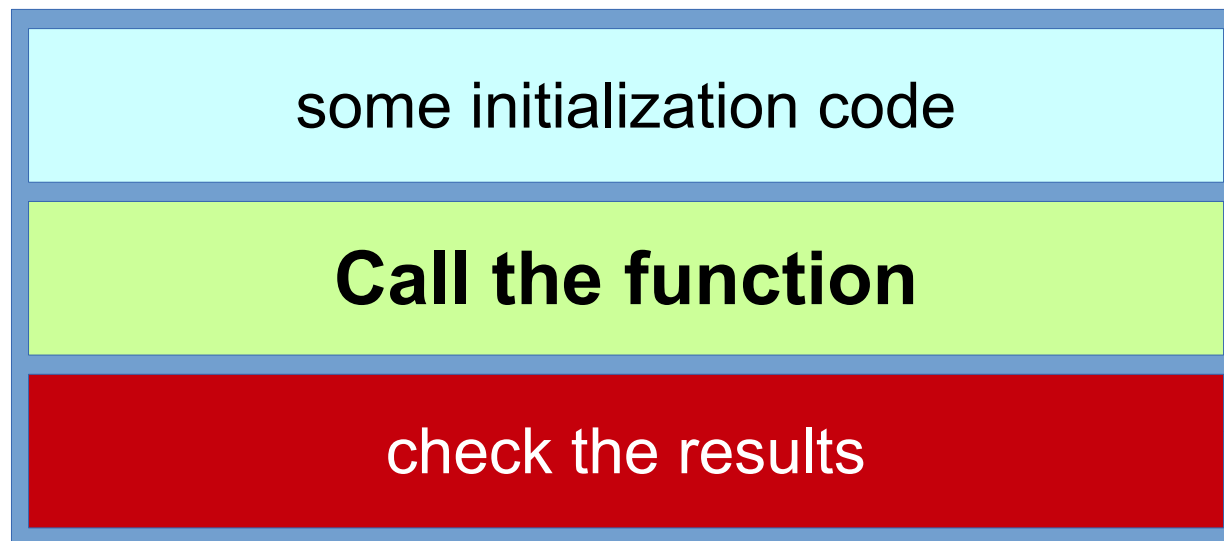 some initialization code
Call the function
check the results